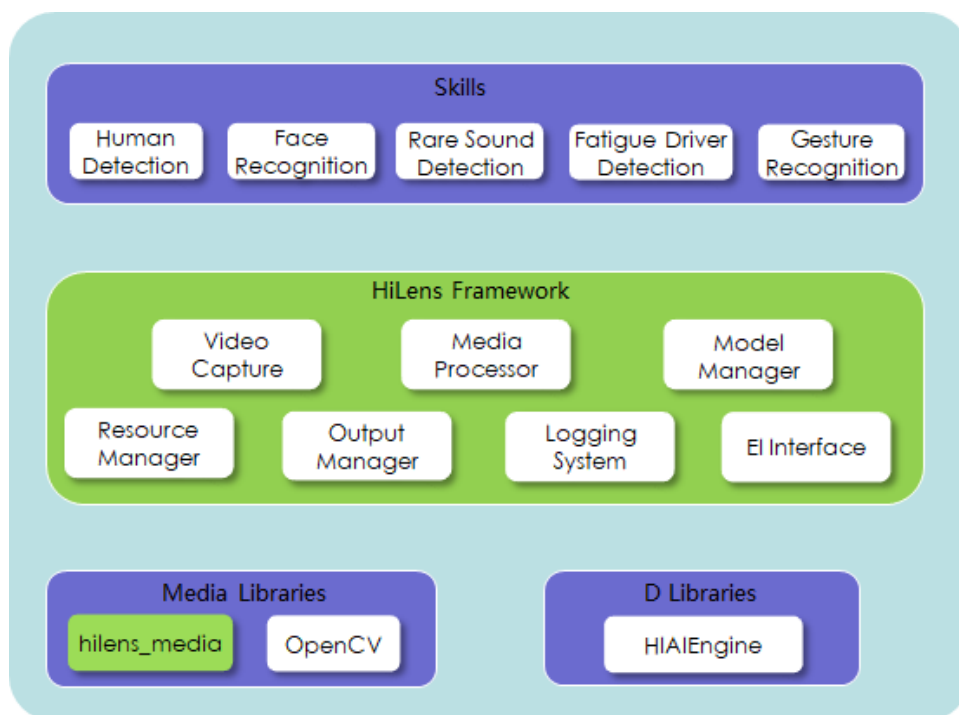 Skills
Human
Detection
Face
Recognition
Rare Sound
Detection
Fatigue Driver
Detection
Gesture
Recognition
HiLens Framework
Video
Capture
Media
Processor
Model
Manager
Resource
Manager
Output
Manager
Logging
System
EI Interface
Media Libraries
hilens_media
OpenCV
D Libraries
HIAIEngine